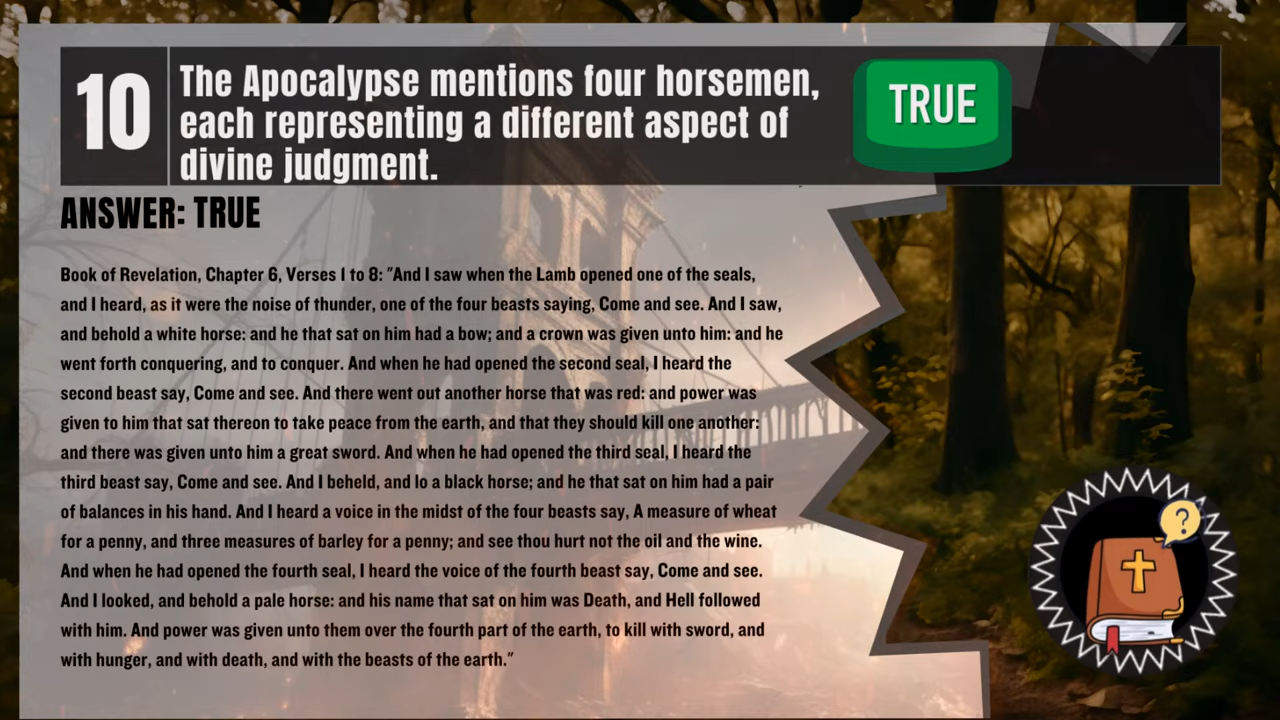 10
The Apocalypse mentions four horsemen,
each representing a different aspect of
divine judgment.
TRUE
ANSWER: TRUE
Book of Revelation, Chapter 6, Verses 1 to 8: "And I saw when the Lamb opened one of the seals,
and I heard, as it were the noise of thunder, one of the four beasts saying, Come and see. And I saw,
and behold a white horse: and he that sat on him had a bow; and a crown was given unto him: and he
went forth conquering, and to conquer. And when he had opened the second seal, I heard the
second beast say, Come and see. And there went out another horse that was red: and power was
given to him that sat thereon to take peace from the earth, and that they should kill one another:
and there was given unto him a great sword. And when he had opened the third seal, I heard the
third beast say, Come and see. And I beheld, and lo a black horse; and he that sat on him had a pair
of balances in his hand. And I heard a voice in the midst of the four beasts say, A measure of wheat
for a penny, and three measures of barley for a penny; and see thou hurt not the oil and the wine.
And when he had opened the fourth seal, I heard the voice of the fourth beast say, Come and see.
And I looked, and behold a pale horse: and his name that sat on him was Death, and Hell followed
with him. And power was given unto them over the fourth part of the earth, to kill with sword, and
with hunger, and with death, and with the beasts of the earth."
?